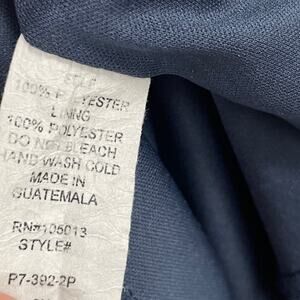 100% POLYESTER
LINING
100% POLYESTER
DO NOT BLEACH
HAND WASH COLD
MADE IN
GUATEMALA
RN#105013
STYLE#
P7-392-2P